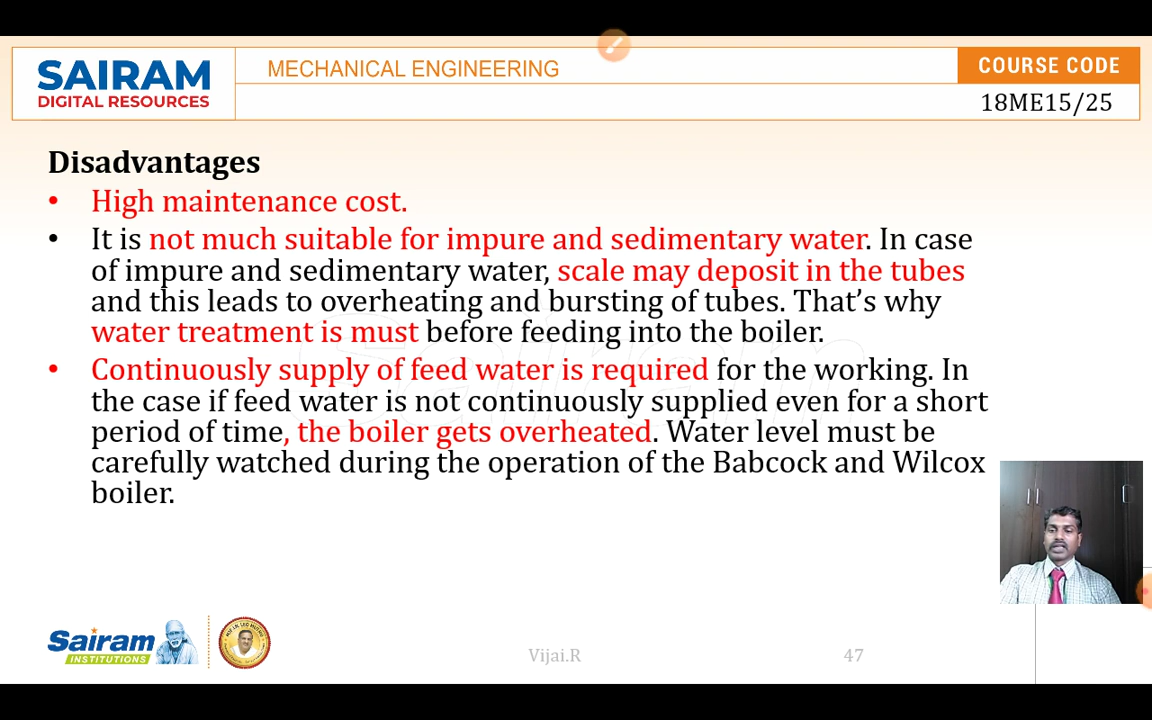 SAIRAM
DIGITAL RESOURCES
MECHANICAL ENGINEERING
COURSE CODE
18ME15/25
Disadvantages
• High maintenance cost.
• It is not much suitable for impure and sedimentary water. In case
of impure and sedimentary water, scale may deposit in the tubes
and this leads to overheating and bursting of tubes. That's why
water treatment is must before feeding into the boiler.
• Continuously supply of feed water is required for the working. In
the case if feed water is not continuously supplied even for a short
period of time, the boiler gets overheated. Water level must be
carefully watched during the operation of the Babcock and Wilcox
boiler.
Sairam
INSTITUTIONS
Vijai.R
47